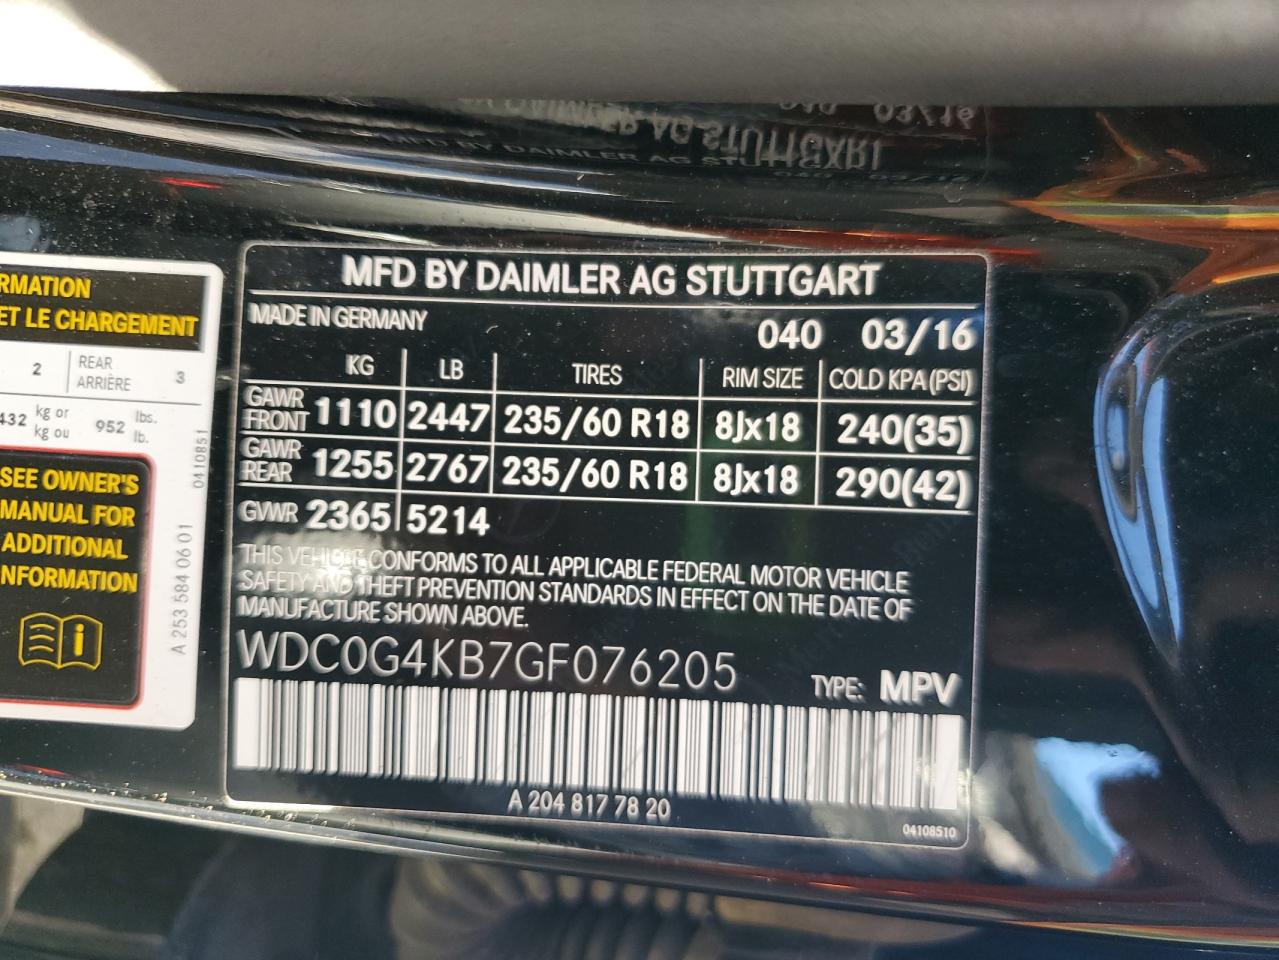 MFD BY DAIMLER AG STUTTGART
MADE IN GERMANY 040 03/16
KG LB TIRES RIM SIZE COLD KPA (PSI)
GAWR FRONT 1110 2447 235/60 R18 8Jx18 240(35)
GAWR REAR 1255 2767 235/60 R18 8Jx18 290(42)
GVWR 2365 5214
THIS VEHICLE CONFORMS TO ALL APPLICABLE FEDERAL MOTOR VEHICLE
SAFETY AND THEFT PREVENTION STANDARDS IN EFFECT ON THE DATE OF
MANUFACTURE SHOWN ABOVE.
WDC0G4KB7GF076205
TYPE: MPV
A 204 817 78 20
04108510
RMATION
ET LE CHARGEMENT
2 REAR ARRIÈRE 3
432 kg or kg ou 952 lbs. lb.
SEE OWNER'S
MANUAL FOR
ADDITIONAL
NFORMATION
0410851
A 253 584 06 01